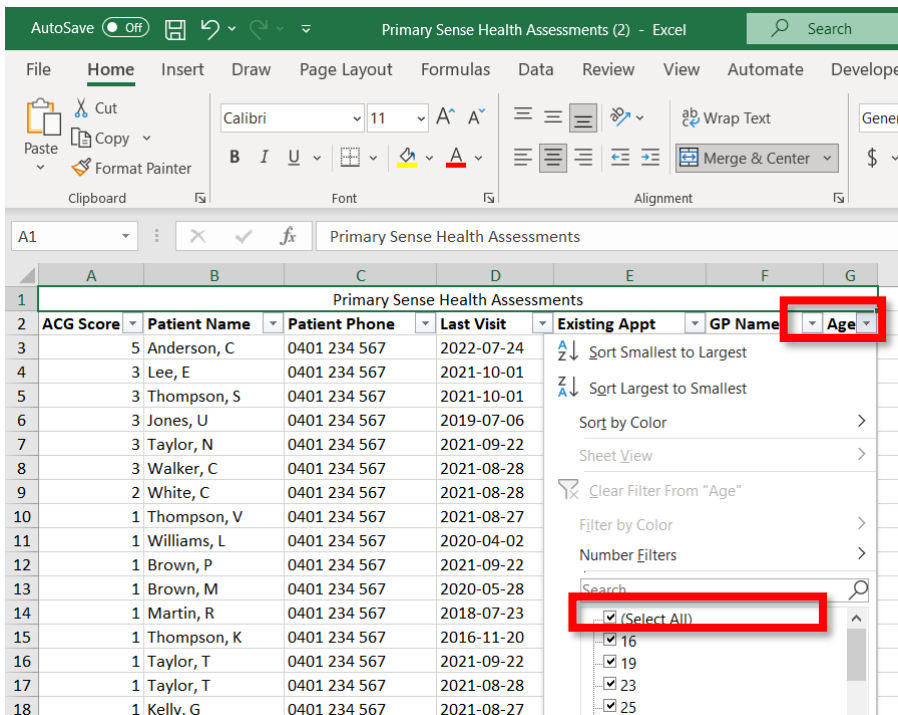 AutoSave Off Primary Sense Health Assessments (2) - Excel Search
File Home Insert Draw Page Layout Formulas Data Review View Automate Develope
Paste
Cut
Copy
Format Painter
Clipboard
Calibri 11 A^ A
B I U A
Font
ab Wrap Text
Merge & Center
Alignment
Gener
$
A1 fx Primary Sense Health Assessments
A B C D E F G
1 Primary Sense Health Assessments
2 ACG Score Patient Name Patient Phone Last Visit Existing Appt GP Name Age
3 5 Anderson, C 0401 234 567 2022-07-24
4 3 Lee, E 0401 234 567 2021-10-01
5 3 Thompson, S 0401 234 567 2021-10-01
6 3 Jones, U 0401 234 567 2019-07-06
7 3 Taylor, N 0401 234 567 2021-09-22
8 3 Walker, C 0401 234 567 2021-08-28
9 2 White, C 0401 234 567 2021-08-28
10 1 Thompson, V 0401 234 567 2021-08-27
11 1 Williams, L 0401 234 567 2020-04-02
12 1 Brown, P 0401 234 567 2021-09-22
13 1 Brown, M 0401 234 567 2020-05-28
14 1 Martin, R 0401 234 567 2018-07-23
15 1 Thompson, K 0401 234 567 2016-11-20
16 1 Taylor, T 0401 234 567 2021-09-22
17 1 Taylor, T 0401 234 567 2021-08-28
18 1 Kelly, G 0401 234 567 2021-08-27
Sort Smallest to Largest
Sort Largest to Smallest
Sort by Color
Sheet View
Clear Filter From "Age"
Filter by Color
Number Filters
Search
(Select All)
16
19
23
25